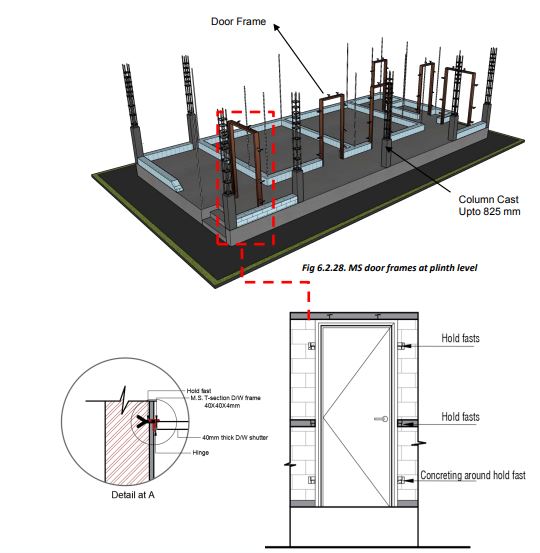 Door Frame
Column Cast
Upto 825 mm
Fig 6.2.28. MS door frames at plinth level
Hold fasts
Hold fast
M.S. T-section D/W frame
40X40X4mm
40mm thick D/W shutter
Hinge
Detail at A
Hold fasts
Concreting around hold fast